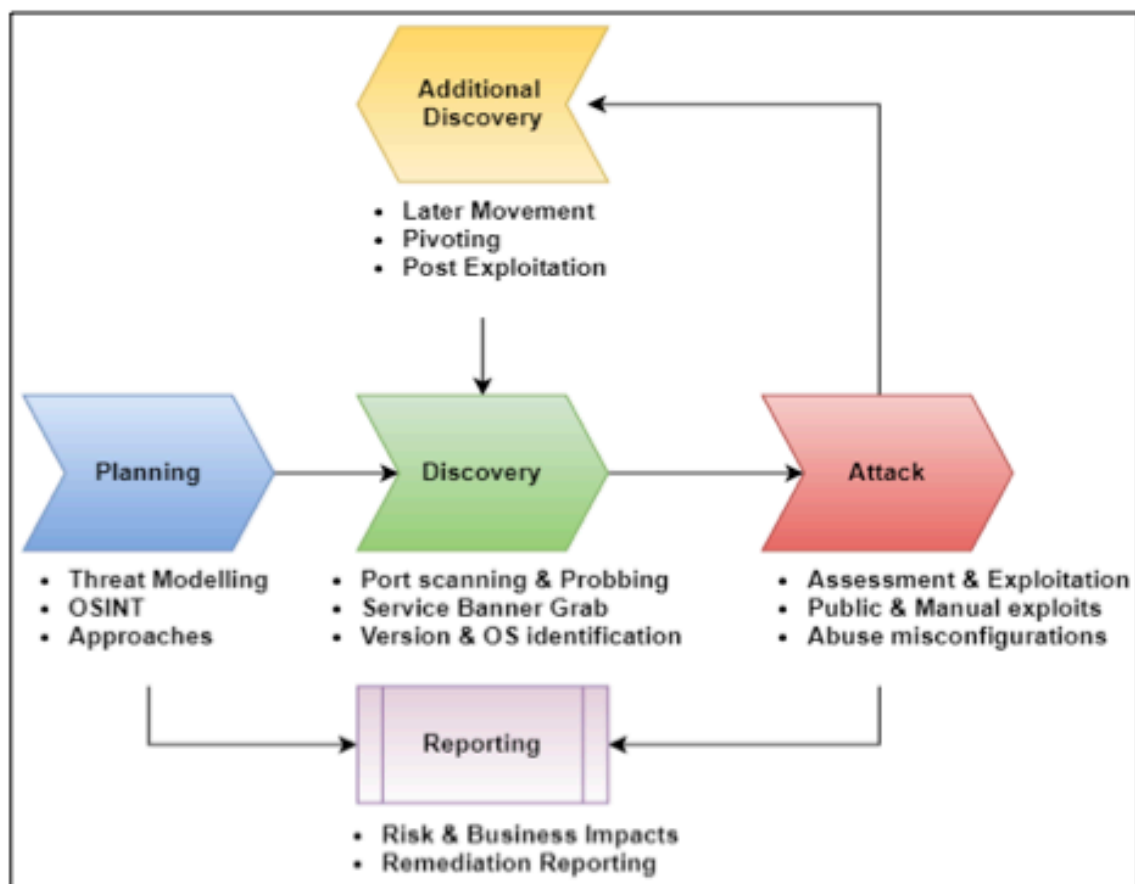 Additional
Discovery
• Later Movement
• Pivoting
• Post Exploitation
Planning
• Threat Modelling
• OSINT
• Approaches
Discovery
• Port scanning & Probbing
• Service Banner Grab
• Version & OS identification
Attack
• Assessment & Exploitation
• Public & Manual exploits
• Abuse misconfigurations
Reporting
• Risk & Business Impacts
• Remediation Reporting